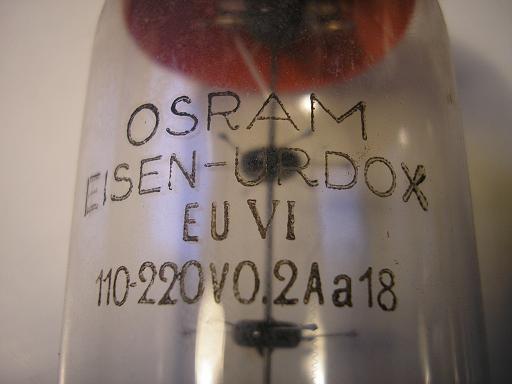 OSRAM
EISEN-URDOX
EU VI
110-220V0.2Aa18